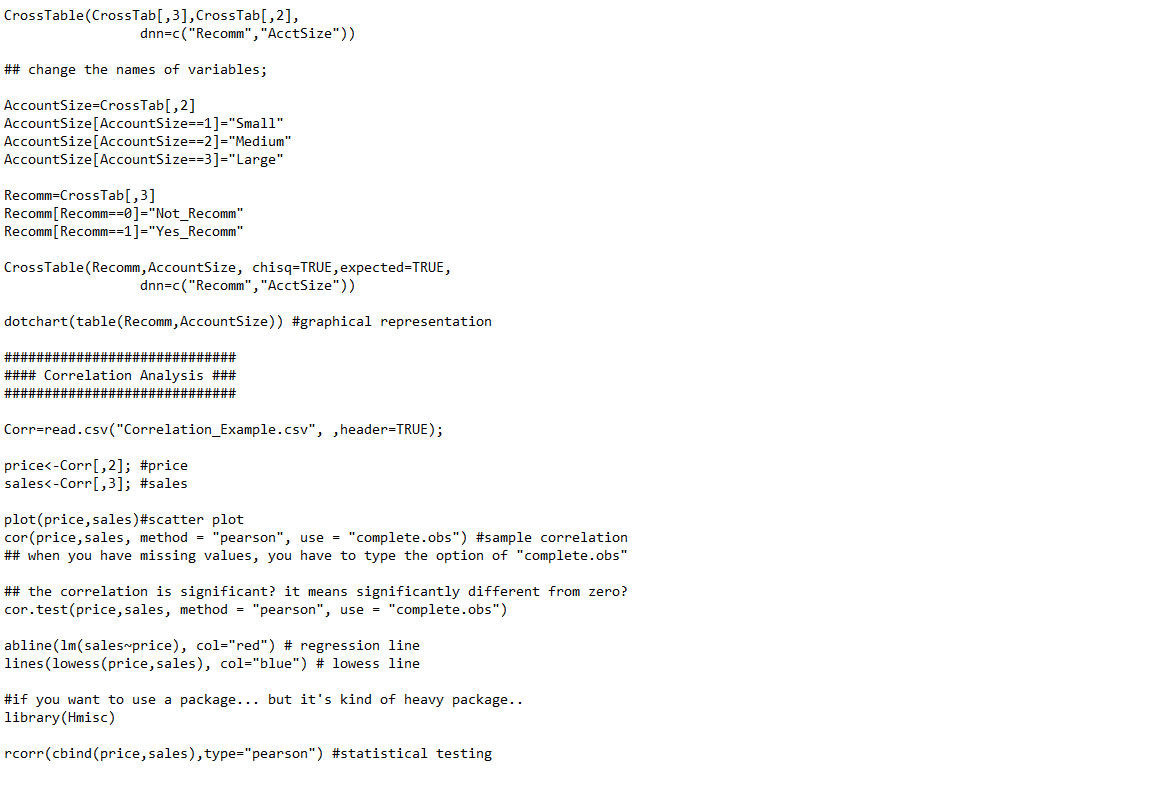 CrossTable(CrossTab[,3],CrossTab[,2],
                 dnn=c("Recomm","AcctSize"))

## change the names of variables;

AccountSize=CrossTab[,2]
AccountSize[AccountSize==1]="Small"
AccountSize[AccountSize==2]="Medium"
AccountSize[AccountSize==3]="Large"

Recomm=CrossTab[,3]
Recomm[Recomm==0]="Not_Recomm"
Recomm[Recomm==1]="Yes_Recomm"

CrossTable(Recomm,AccountSize, chisq=TRUE,expected=TRUE,
                 dnn=c("Recomm","AcctSize"))

dotchart(table(Recomm,AccountSize)) #graphical representation

#############################
#### Correlation Analysis ###
#############################

Corr=read.csv("Correlation_Example.csv", ,header=TRUE);

price<-Corr[,2]; #price
sales<-Corr[,3]; #sales

plot(price,sales)#scatter plot
cor(price,sales, method = "pearson", use = "complete.obs") #sample correlation
## when you have missing values, you have to type the option of "complete.obs"

## the correlation is significant? it means significantly different from zero?
cor.test(price,sales, method = "pearson", use = "complete.obs")

abline(lm(sales~price), col="red") # regression line
lines(lowess(price,sales), col="blue") # lowess line

#if you want to use a package... but it's kind of heavy package..
library(Hmisc)

rcorr(cbind(price,sales),type="pearson") #statistical testing